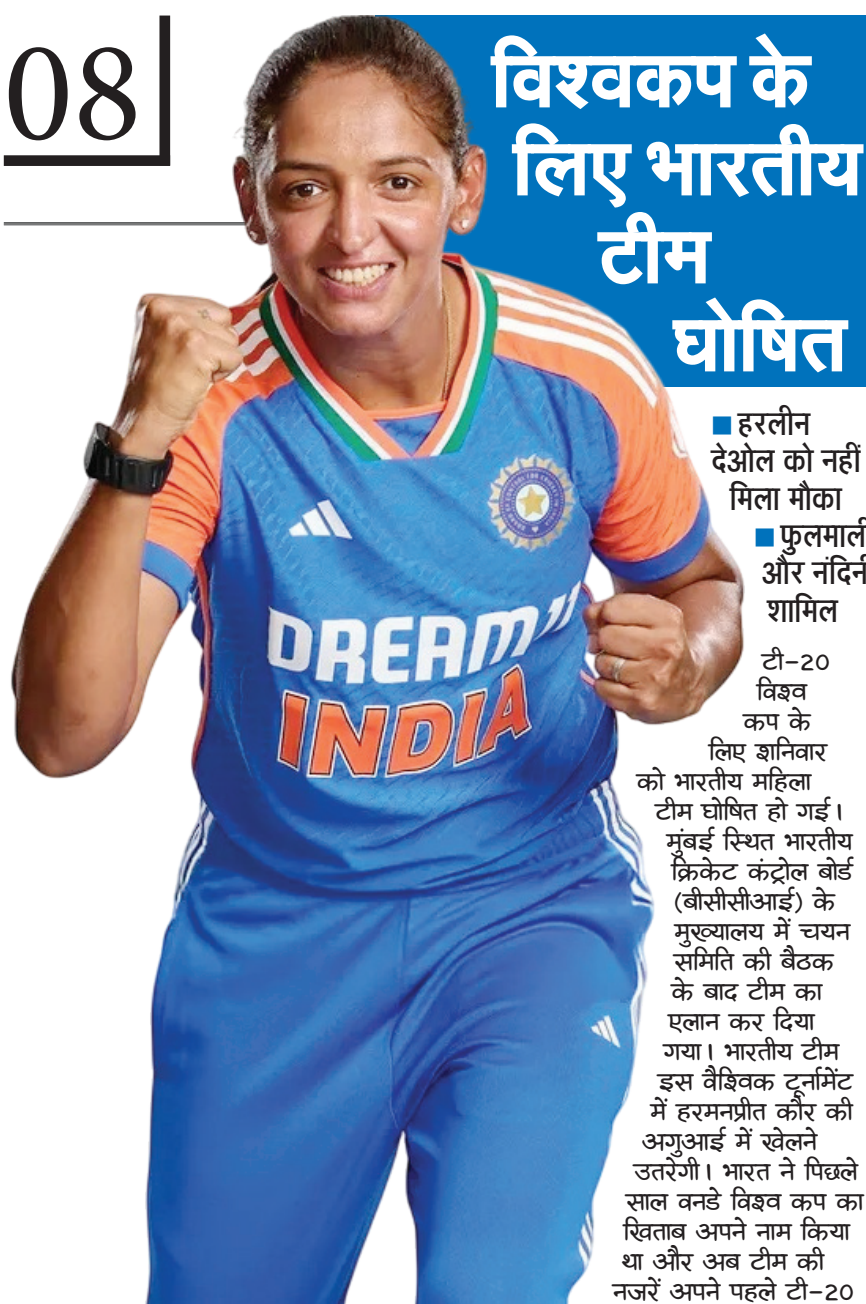 08
विश्वकप के
लिए भारतीय
टीम
घोषित
■ हरलीन
देओल को नहीं
मिला मौका
■ फुलमाली
और नंदिनी
शामिल
टी-20
विश्व
कप के
लिए शनिवार
को भारतीय महिला
टीम घोषित हो गई।
मुंबई स्थित भारतीय
क्रिकेट कंट्रोल बोर्ड
(बीसीसीआई) के
मुख्यालय में चयन
समिति की बैठक
के बाद टीम का
एलान कर दिया
गया। भारतीय टीम
इस वैश्विक टूर्नामेंट
में हरमनप्रीत कौर की
अगुआई में खेलने
उतरेगी। भारत ने पिछले
साल वनडे विश्व कप का
खिताब अपने नाम किया
था और अब टीम की
नजरें अपने पहले टी-20
DREAM11
INDIA